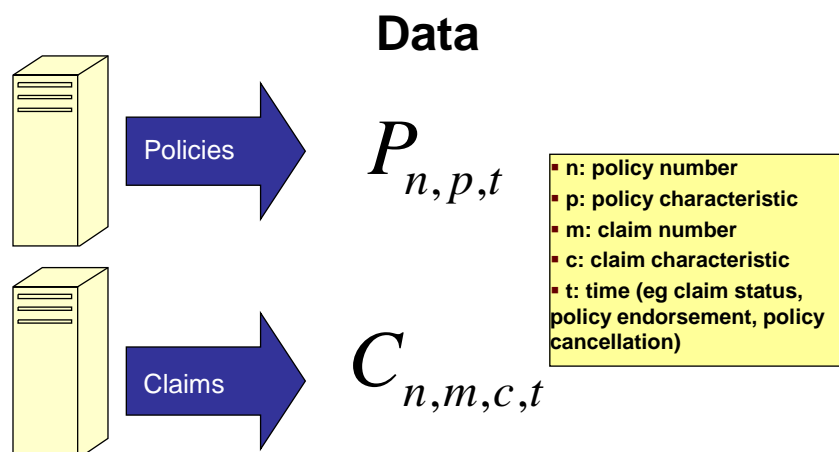 Data
Policies
P n,p,t
▪ n: policy number
▪ p: policy characteristic
▪ m: claim number
▪ c: claim characteristic
▪ t: time (eg claim status,
policy endorsement, policy
cancellation)
Claims
C n,m,c,t